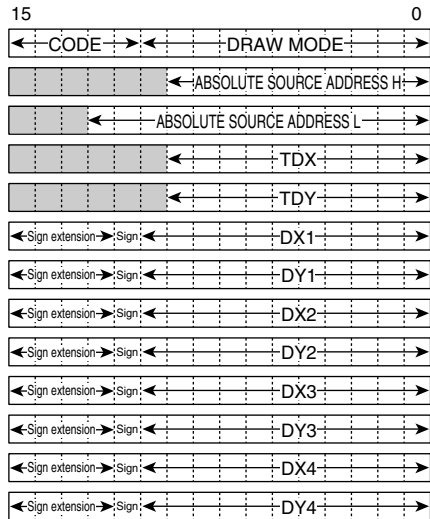 15 0
CODE DRAW MODE
ABSOLUTE SOURCE ADDRESS H
ABSOLUTE SOURCE ADDRESS L
TDX
TDY
Sign extension Sign DX1
Sign extension Sign DY1
Sign extension Sign DX2
Sign extension Sign DY2
Sign extension Sign DX3
Sign extension Sign DY3
Sign extension Sign DX4
Sign extension Sign DY4